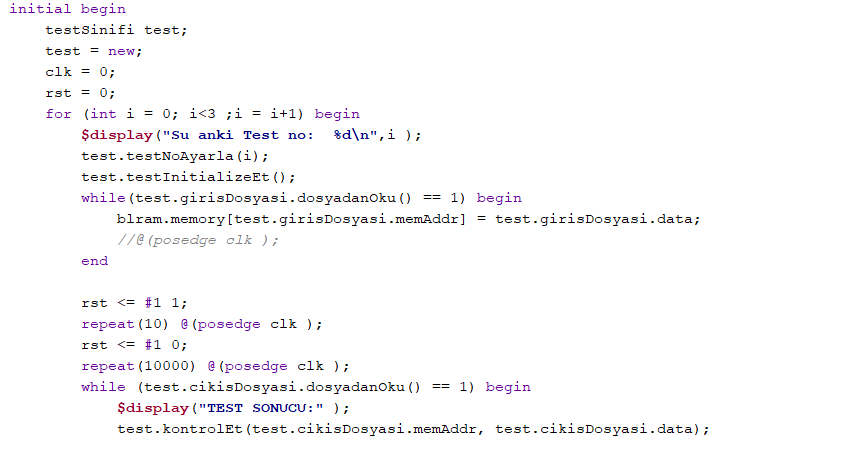 initial begin
testSinifi test;
test = new;
clk = 0;
rst = 0;
for (int i = 0; i<3 ;i = i+1) begin
$display("Su anki Test no:  %d\n",i );
test.testNoAyarla(i);
test.testInitializeEt();
while(test.girisDosyasi.dosyadanOku() == 1) begin
blram.memory[test.girisDosyasi.memAddr] = test.girisDosyasi.data;
//@(posedge clk );
end
rst <= #1 1;
repeat(10) @(posedge clk );
rst <= #1 0;
repeat(10000) @(posedge clk );
while (test.cikisDosyasi.dosyadanOku() == 1) begin
$display("TEST SONUCU:" );
test.kontrolEt(test.cikisDosyasi.memAddr, test.cikisDosyasi.data);